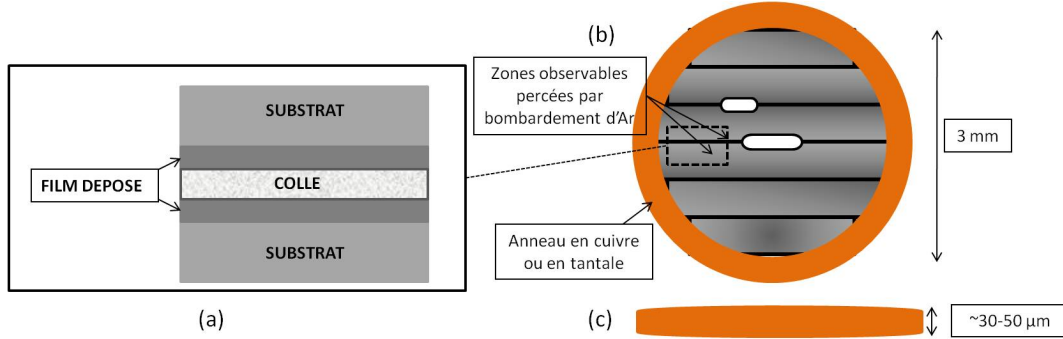 (b)
SUBSTRAT
FILM DEPOSE
COLLE
SUBSTRAT
(a)
Zones observables
percées par
bombardement d'Ar
3 mm
Anneau en cuivre
ou en tantale
(c)
~30-50 µm